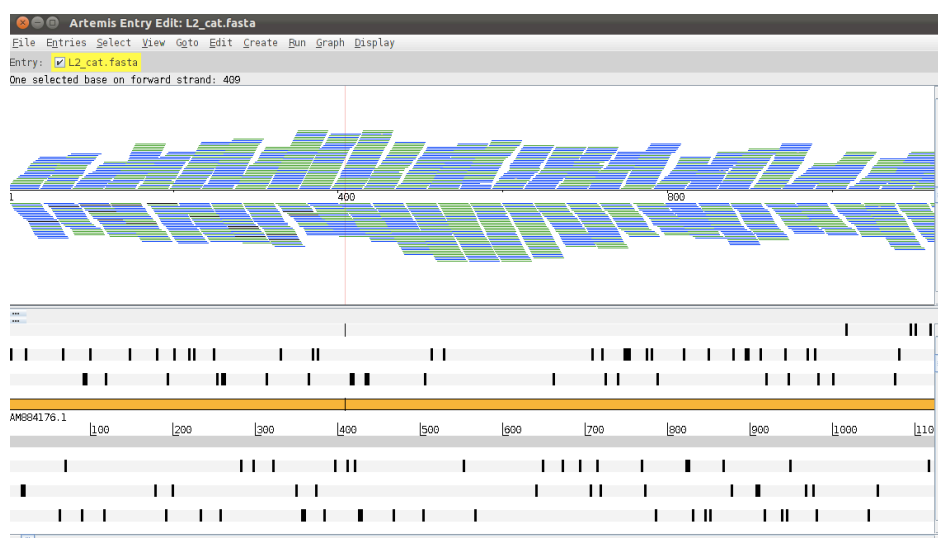 Artemis Entry Edit: L2_cat.fasta
File Entries Select View Goto Edit Create Run Graph Display
Entry: L2_cat.fasta
One selected base on forward strand: 409
1 400 800
AM884176.1
100 200 300 400 500 600 700 800 900 1000 110